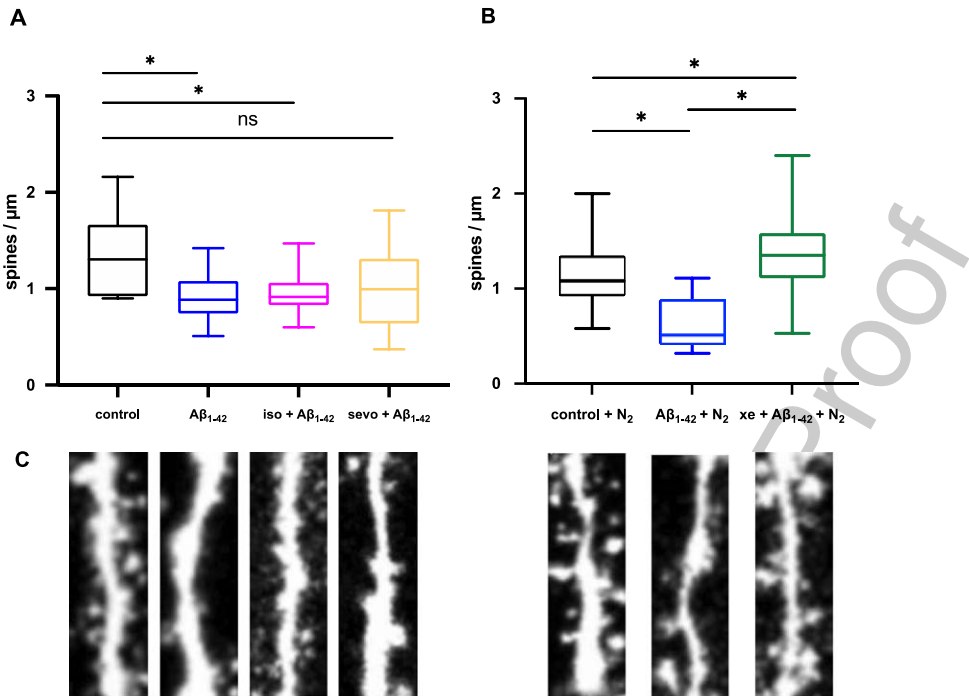 A
B
*
*
ns
*
*
*
3
2
1
0
spines / µm
control
Aβ1-42
iso + Aβ1-42
sevo + Aβ1-42
3
2
1
0
spines / µm
control + N2
Aβ1-42 + N2
xe + Aβ1-42 + N2
C
Proof